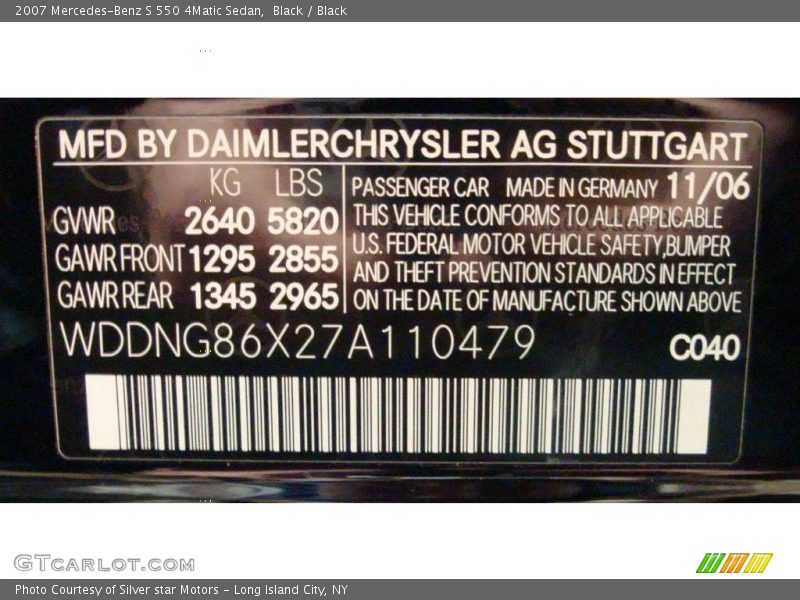 2007 Mercedes-Benz S 550 4Matic Sedan,  Black / Black
MFD BY DAIMLERCHRYSLER AG STUTTGART
KG LBS
GVWR 2640 5820
GAWR FRONT 1295 2855
GAWR REAR 1345 2965
PASSENGER CAR MADE IN GERMANY 11/06
THIS VEHICLE CONFORMS TO ALL APPLICABLE
U.S. FEDERAL MOTOR VEHICLE SAFETY,BUMPER
AND THEFT PREVENTION STANDARDS IN EFFECT
ON THE DATE OF MANUFACTURE SHOWN ABOVE
WDDNG86X27A110479 C040
GTCARLOT.COM
Photo Courtesy of Silver star Motors - Long Island City, NY